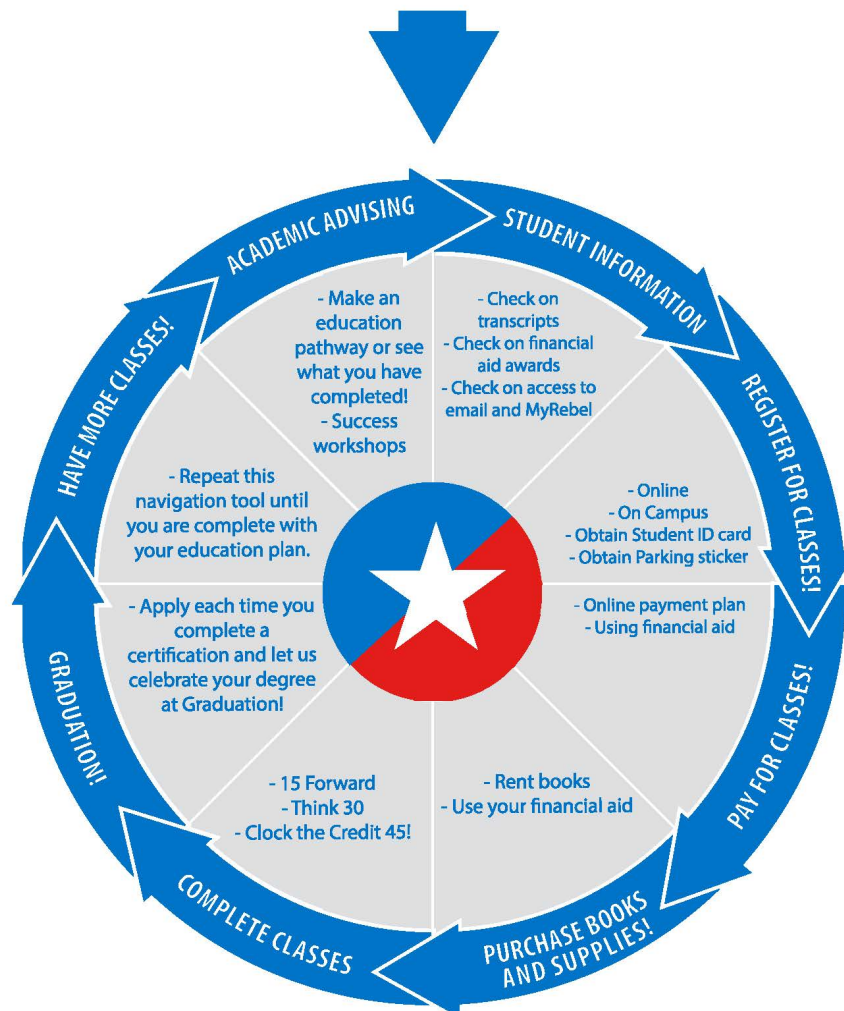 ACADEMIC ADVISING
- Make an
education
pathway or see
what you have
completed!
- Success
workshops
STUDENT INFORMATION
- Check on
transcripts
- Check on financial
aid awards
- Check on access to
email and MyRebel
REGISTER FOR CLASSES!
- Online
- On Campus
- Obtain Student ID card
- Obtain Parking sticker
PAY FOR CLASSES!
- Online payment plan
- Using financial aid
PURCHASE BOOKS
AND SUPPLIES!
- Rent books
- Use your financial aid
COMPLETE CLASSES
- 15 Forward
- Think 30
- Clock the Credit 45!
GRADUATION!
- Apply each time you
complete a
certification and let us
celebrate your degree
at Graduation!
HAVE MORE CLASSES!
- Repeat this
navigation tool until
you are complete with
your education plan.